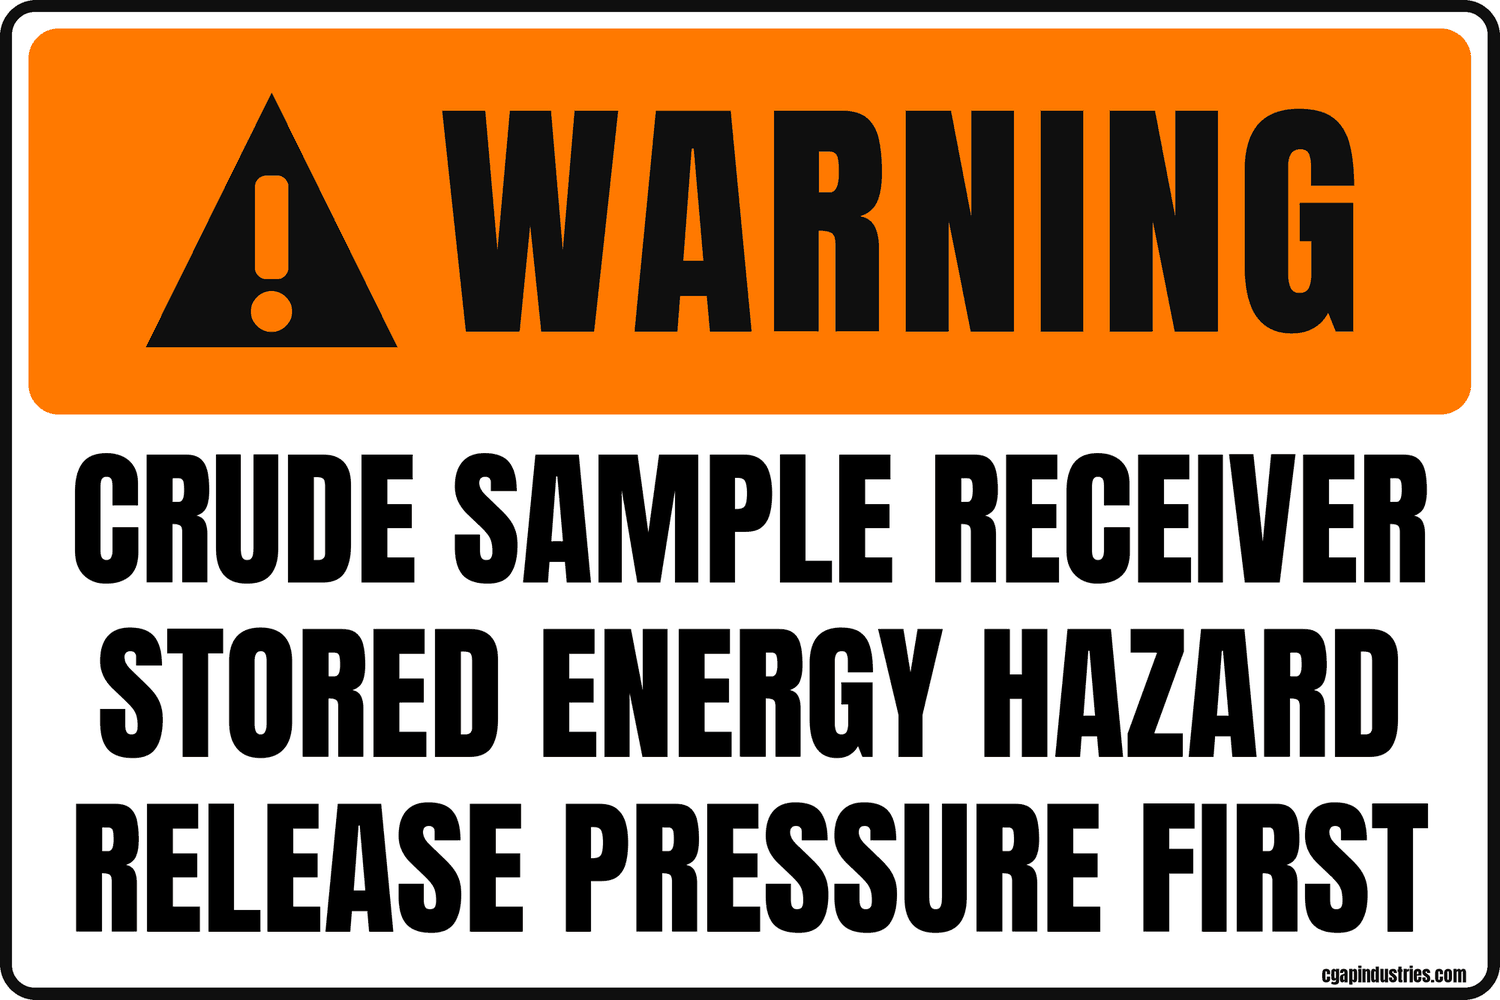 WARNING
CRUDE SAMPLE RECEIVER
STORED ENERGY HAZARD
RELEASE PRESSURE FIRST
cgapindustries.com